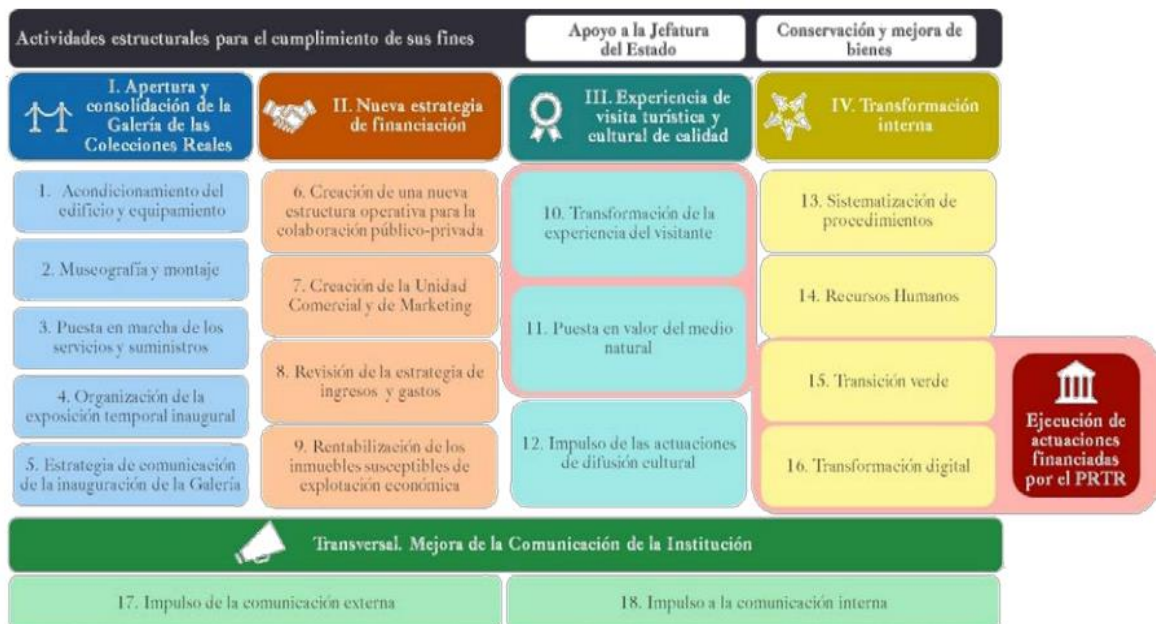 Actividades estructurales para el cumplimiento de sus fines
Apoyo a la Jefatura
del Estado
Conservación y mejora de
bienes
I. Apertura y
consolidación de la
Galería de las
Colecciones Reales
II. Nueva estrategia
de financiación
III. Experiencia de
visita turística y
cultural de calidad
IV. Transformación
interna
1. Acondicionamiento del
edificio y equipamiento
2. Museografía y montaje
3. Puesta en marcha de los
servicios y suministros
4. Organización de la
exposición temporal inaugural
5. Estrategia de comunicación
de la inauguración de la Galería
6. Creación de una nueva
estructura operativa para la
colaboración público-privada
7. Creación de la Unidad
Comercial y de Marketing
8. Revisión de la estrategia de
ingresos y gastos
9. Rentabilización de los
inmuebles susceptibles de
explotación económica
10. Transformación de la
experiencia del visitante
11. Puesta en valor del medio
natural
12. Impulso de las actuaciones
de difusión cultural
13. Sistematización de
procedimientos
14. Recursos Humanos
15. Transición verde
16. Transformación digital
Ejecución de
actuaciones
financiadas
por el PRTR
Transversal. Mejora de la Comunicación de la Institución
17. Impulso de la comunicación externa
18. Impulso a la comunicación interna